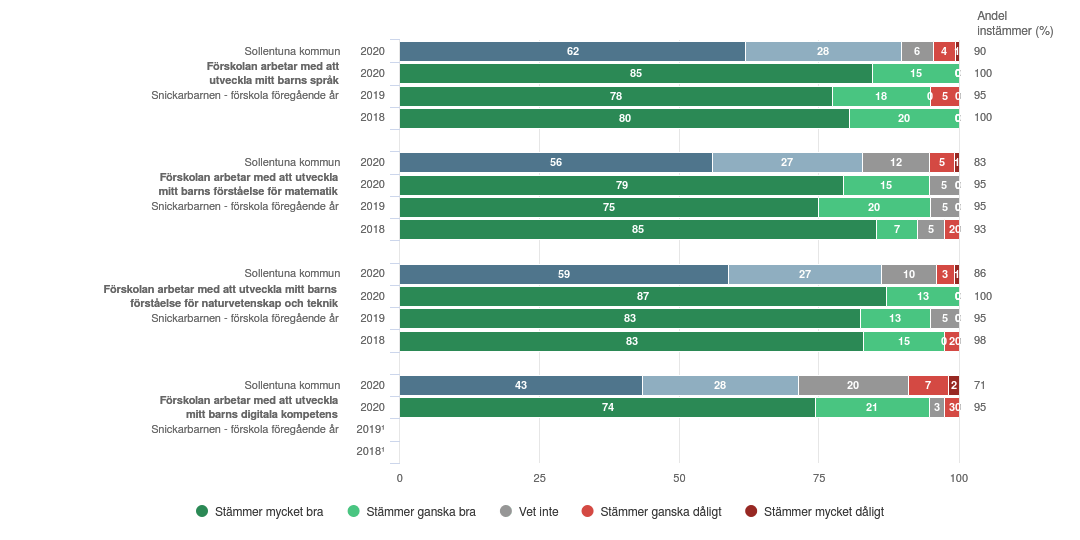 Andel
instämmer (%)
Sollentuna kommun 2020 62 28 6 4 1 90
Förskolan arbetar med att
utveckla mitt barns språk
2020 85 15 0 100
Snickarbarnen - förskola föregående år 2019 78 18 0 5 0 95
2018 80 20 0 100
Sollentuna kommun 2020 56 27 12 5 1 83
Förskolan arbetar med att utveckla
mitt barns förståelse för matematik
2020 79 15 5 0 95
Snickarbarnen - förskola föregående år 2019 75 20 5 0 95
2018 85 7 5 2 0 93
Sollentuna kommun 2020 59 27 10 3 1 86
Förskolan arbetar med att utveckla mitt barns
förståelse för naturvetenskap och teknik
2020 87 13 0 100
Snickarbarnen - förskola föregående år 2019 83 13 5 0 95
2018 83 15 0 2 0 98
Sollentuna kommun 2020 43 28 20 7 2 71
Förskolan arbetar med att utveckla
mitt barns digitala kompetens
2020 74 21 3 3 0 95
Snickarbarnen - förskola föregående år 2019¹
2018¹
0 25 50 75 100
Stämmer mycket bra Stämmer ganska bra Vet inte Stämmer ganska dåligt Stämmer mycket dåligt